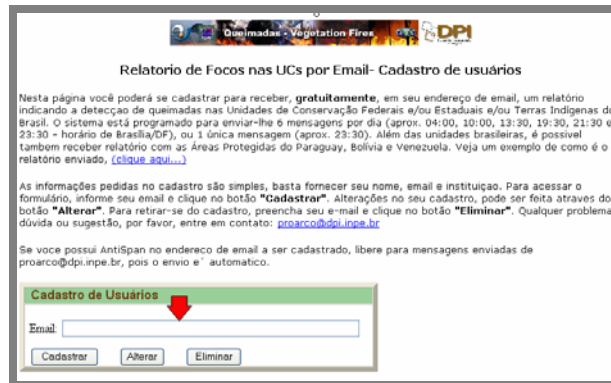 Queimadas - Vegetation Fires
DPI
Relatorio de Focos nas UCs por Email- Cadastro de usuários
Nesta página você poderá se cadastrar para receber, gratuitamente, em seu endereço de email, um relatório
indicando a detecçao de queimadas nas Unidades de Conservação Federais e/ou Estaduais e/ou Terras Indigenas do
Brasil. O sistema está programado para enviar-lhe 6 mensagens por dia (aprox. 04:00, 10:00, 13:30, 19:30, 21:30 e
23:30 - horário de Brasília/DF), ou 1 única mensagem (aprox. 23:30). Além das unidades brasileiras, é possivel
tambem receber relatório com as Áreas Protegidas do Paraguay, Bolívia e Venezuela. Veja um exemplo de como é o
relatório enviado, (clique aqui...)
As informações pedidas no cadastro são simples, basta fornecer seu nome, email e instituiçao. Para acessar o
formulário, informe seu email e clique no botão "Cadastrar". Alterações no seu cadastro, pode ser feita atraves do
botão "Alterar". Para retirar-se do cadastro, preencha seu e-mail e clique no botão "Eliminar". Qualquer problema
dúvida ou sugestão, por favor, entre em contato: proarco@dpi.inpe.br
Se voce possui AntiSpan no endereco de email a ser cadastrado, libere para mensagens enviadas de
proarco@dpi.inpe.br, pois o envio e´ automatico.
Cadastro de Usuários
Email:
Cadastrar Alterar Eliminar